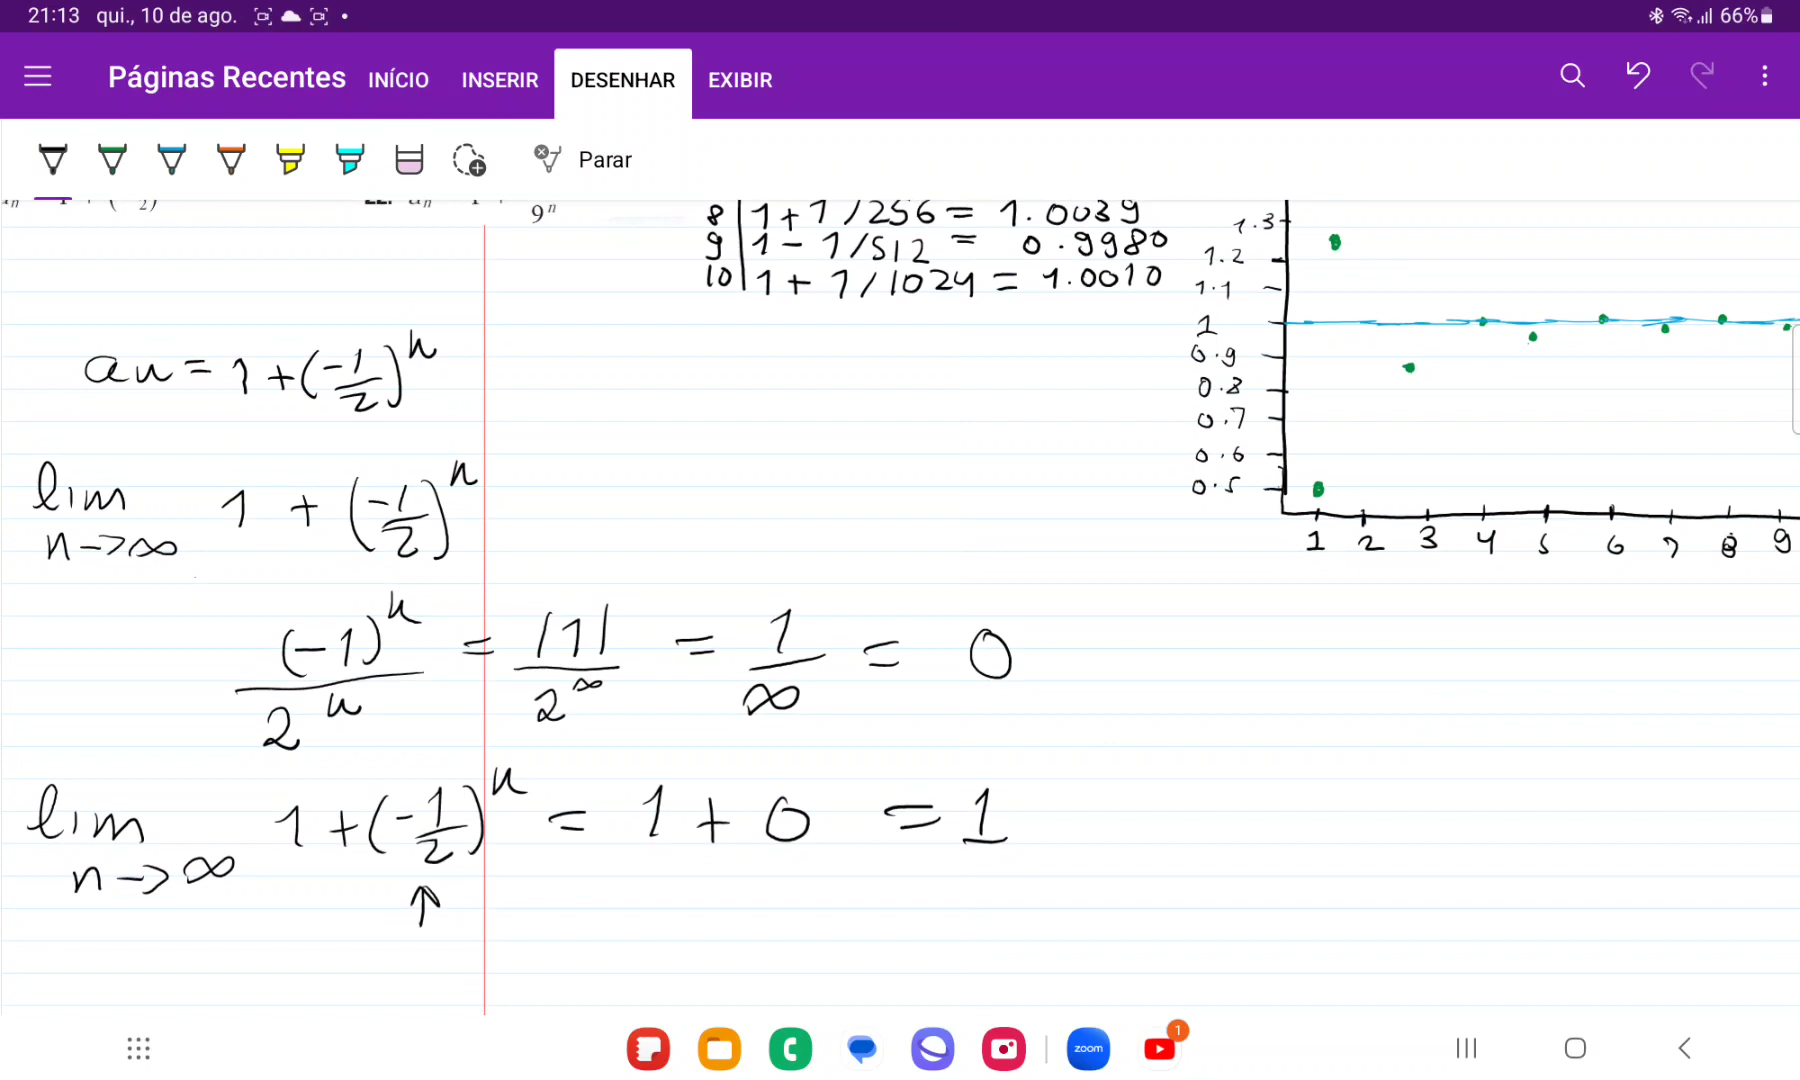 21:13 qui., 10 de ago. 66%
Páginas Recentes INÍCIO INSERIR DESENHAR EXIBIR
Parar
9^n
8 | 1 + 1/256 = 1.0039
9 | 1 - 1/512 = 0.9980
10 | 1 + 1/1024 = 1.0010
1.3
1.2
1.1
1
0.9
0.8
0.7
0.6
0.5
1 2 3 4 5 6 7 8 9
an = 1 + (-1/2)^n
lim n->∞ 1 + (-1/2)^n
(-1)^n / 2^n = |1| / 2^∞ = 1/∞ = 0
lim n->∞ 1 + (-1/2)^n = 1 + 0 = 1
↑
zoom
1